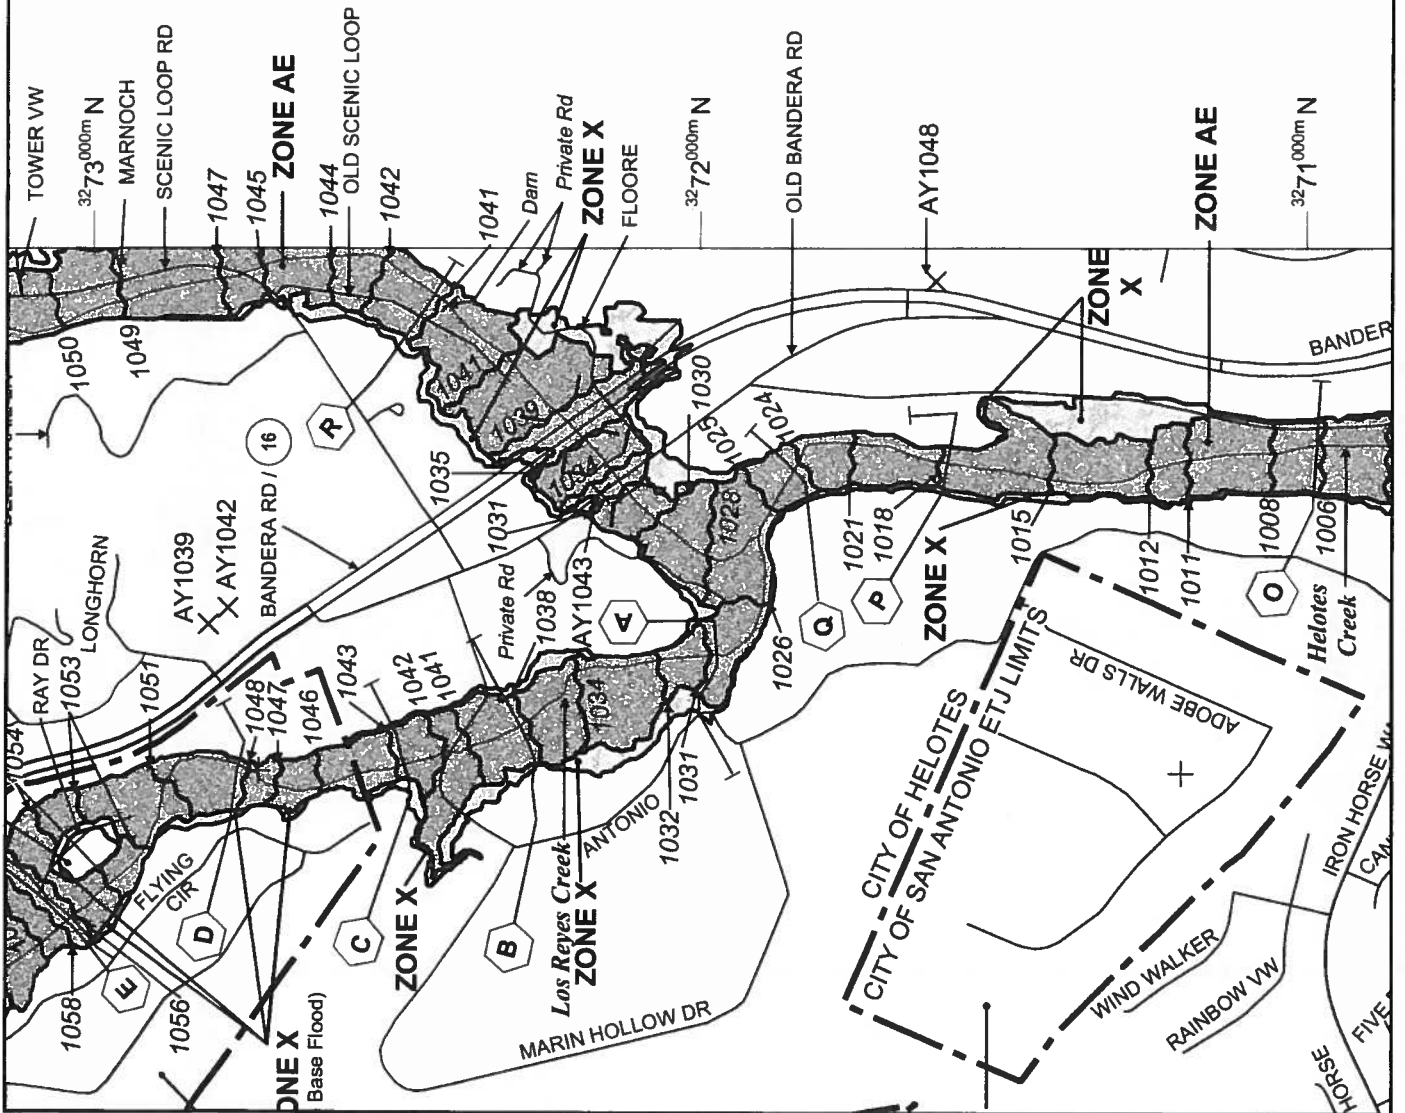 TOWER VW
3273000m N
MARNOCH
SCENIC LOOP RD
1047
1045
ZONE AE
1044
OLD SCENIC LOOP
1042
1041
Dam
Private Rd
ZONE X
FLOORE
3272000m N
OLD BANDERA RD
AY1048
ZONE AE
3271000m N
1050
1049
R
1041
1039
1035
1034
1031
1030
1025
1024
1028
ZONE
X
BANDER
AY1039
AY1042
BANDERA RD / 16
LONGHORN
RAY DR
1053
1054
1051
1048
1047
1046
1043
1042
1041
Private Rd
1038
AY1043
A
1034
1026
Q
1021
1018
P
ZONE X
1015
1012
1011
1008
O
1006
Helotes
Creek
1031
1032
ANTONIO
Los Reyes Creek
ZONE X
B
C
ZONE X
D
FLYING
CIR
E
1058
1056
ONE X
Base Flood)
MARIN HOLLOW DR
CITY OF HELOTES
CITY OF SAN ANTONIO ETJ LIMITS
ADOBE WALLS DR
WIND WALKER
RAINBOW VW
IRON HORSE W
CAN
FIVE
HORSE